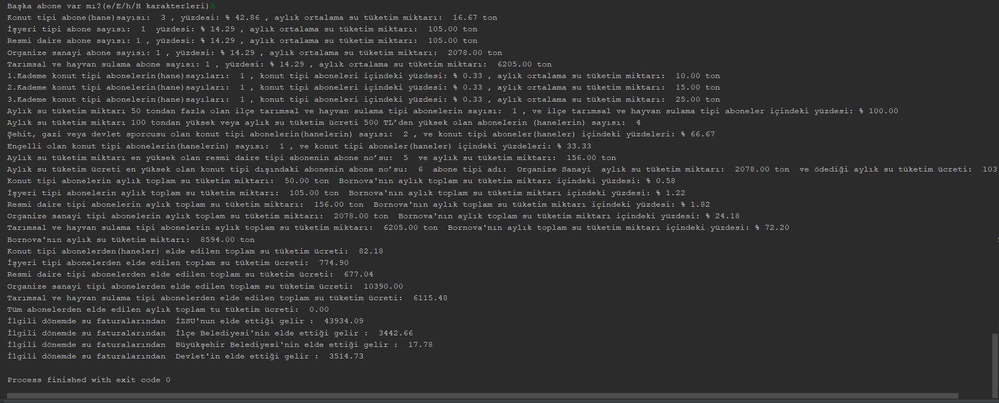 Başka abone var mı?(e/E/h/H karakterleri)h
Konut tipi abone(hane)sayısı:  3 , yüzdesi: % 42.86 , aylık ortalama su tüketim miktarı:  16.67 ton
İşyeri tipi abone sayısı:  1  yüzdesi: % 14.29 , aylık ortalama su tüketim miktarı:  105.00 ton
Resmi daire abone sayısı: 1 , yüzdesi: % 14.29 , aylık ortalama su tüketim miktarı:  105.00 ton
Organize sanayi abone sayısı: 1 , yüzdesi: % 14.29 , aylık ortalama su tüketim miktarı:  2078.00 ton
Tarımsal ve hayvan sulama abone sayısı: 1 , yüzdesi: % 14.29 , aylık ortalama su tüketim miktarı:  6205.00 ton
1.Kademe konut tipi abonelerin(hane)sayıları:  1 , konut tipi aboneleri içindeki yüzdesi: % 0.33 , aylık ortalama su tüketim miktarı:  10.00 ton
2.Kademe konut tipi abonelerin(hane)sayıları:  1 , konut tipi aboneleri içindeki yüzdesi: % 0.33 , aylık ortalama su tüketim miktarı:  15.00 ton
3.Kademe konut tipi abonelerin(hane)sayıları:  1 , konut tipi aboneleri içindeki yüzdesi: % 0.33 , aylık ortalama su tüketim miktarı:  25.00 ton
Aylık su tüketim miktarı 50 tondan fazla olan ilçe tarımsal ve hayvan sulama tipi abonelerin sayısı:  1 , ve ilçe tarımsal ve hayvan sulama tipi aboneler içindeki yüzdesi: % 100.00
Aylık su tüketim miktarı 100 tondan yüksek veya aylık su tüketim ücreti 500 TL’den yüksek olan abonelerin (hanelerin) sayısı:  4
Şehit, gazi veya devlet sporcusu olan konut tipi abonelerin(hanelerin) sayısı:  2 , ve konut tipi aboneler(haneler) içindeki yüzdeleri: % 66.67
Engelli olan konut tipi abonelerin(hanelerin) sayısı:  1 , ve konut tipi aboneler(haneler) içindeki yüzdeleri: % 33.33
Aylık su tüketim miktarı en yüksek olan resmi daire tipi abonenin abone no’su:  5  ve aylık su tüketim miktarı:  156.00 ton
Aylık su tüketim ücreti en yüksek olan konut tipi dışındaki abonenin abone no’su:  6  abone tipi adı:  Organize Sanayi  aylık su tüketim miktarı:  2078.00 ton  ve ödediği aylık su tüketim ücreti:  103
Konut tipi abonelerin aylık toplam su tüketim miktarı:  50.00 ton  Bornova'nın aylık toplam su tüketim miktarı içindeki yüzdesi: % 0.58
İşyeri tipi abonelerin aylık toplam su tüketim miktarı:  105.00 ton  Bornova'nın aylık toplam su tüketim miktarı içindeki yüzdesi: % 1.22
Resmi daire tipi abonelerin aylık toplam su tüketim miktarı:  156.00 ton  Bornova'nın aylık toplam su tüketim miktarı içindeki yüzdesi: % 1.82
Organize sanayi tipi abonelerin aylık toplam su tüketim miktarı:  2078.00 ton  Bornova'nın aylık toplam su tüketim miktarı içindeki yüzdesi: % 24.18
Tarımsal ve hayvan sulama tipi abonelerin aylık toplam su tüketim miktarı:  6205.00 ton  Bornova'nın aylık toplam su tüketim miktarı içindeki yüzdesi: % 72.20
Bornova'nın aylık su tüketim miktarı:  8594.00 ton
Konut tipi abonelerden(haneler) elde edilen toplam su tüketim ücreti:  82.18
İşyeri tipi abonelerden elde edilen toplam su tüketim ücreti:  774.90
Resmi daire tipi abonelerden elde edilen toplam su tüketim ücreti:  677.04
Organize sanayi tipi abonelerden elde edilen toplam su tüketim ücreti:  10390.00
Tarımsal ve hayvan sulama tipi abonelerden elde edilen toplam su tüketim ücreti:  6115.48
Tüm abonelerden elde edilen aylık toplam tu tüketim ücreti:  0.00
İlgili dönemde su faturalarından  İZSU'nun elde ettiği gelir :  43934.09
İlgili dönemde su faturalarından  İlçe Belediyesi'nin elde ettiği gelir :  3442.66
İlgili dönemde su faturalarından  Büyükşehir Belediyesi'nin elde ettiği gelir :  17.78
İlgili dönemde su faturalarından  Devlet'in elde ettiği gelir :  3514.73
Process finished with exit code 0